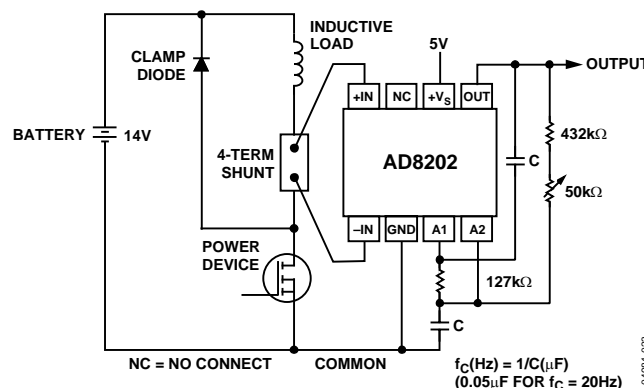 INDUCTIVE
LOAD
CLAMP
DIODE
5V
OUTPUT
+IN
NC
+VS
OUT
BATTERY
14V
4-TERM
SHUNT
AD8202
C
432kΩ
50kΩ
–IN
GND
A1
A2
POWER
DEVICE
127kΩ
C
NC = NO CONNECT
COMMON
fC(Hz) = 1/C(μF)
(0.05μF FOR fC = 20Hz)